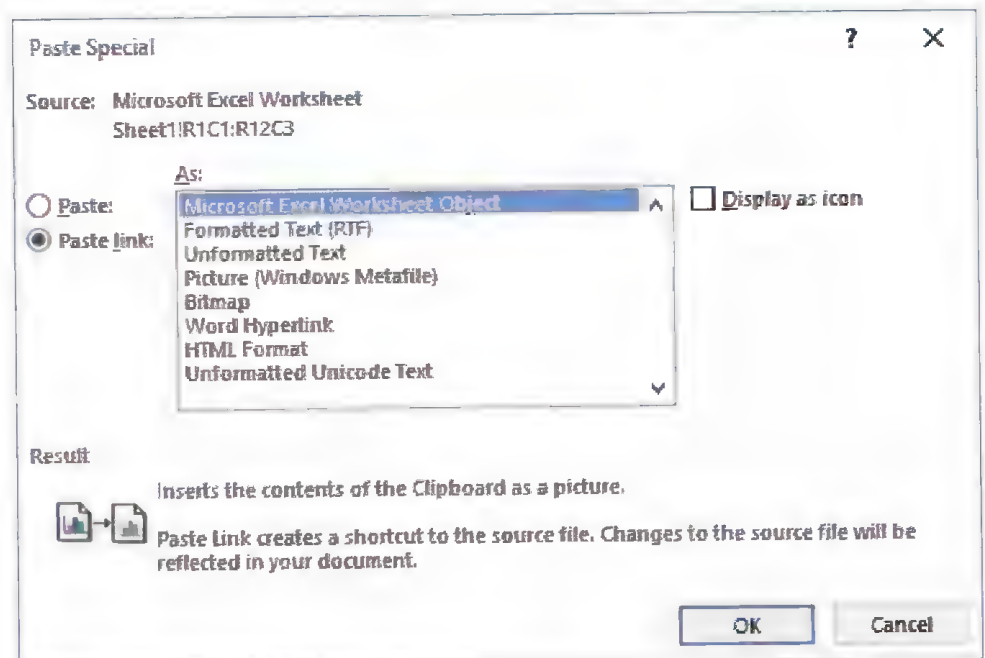 Paste Special
? X
Source: Microsoft Excel Worksheet
Sheet1!R1C1:R12C3
As:
Paste:
Paste link:
Microsoft Excel Worksheet Object
Formatted Text (RTF)
Unformatted Text
Picture (Windows Metafile)
Bitmap
Word Hyperlink
HTML Format
Unformatted Unicode Text
Display as icon
Result
Inserts the contents of the Clipboard as a picture.
Paste Link creates a shortcut to the source file. Changes to the source file will be
reflected in your document.
OK
Cancel